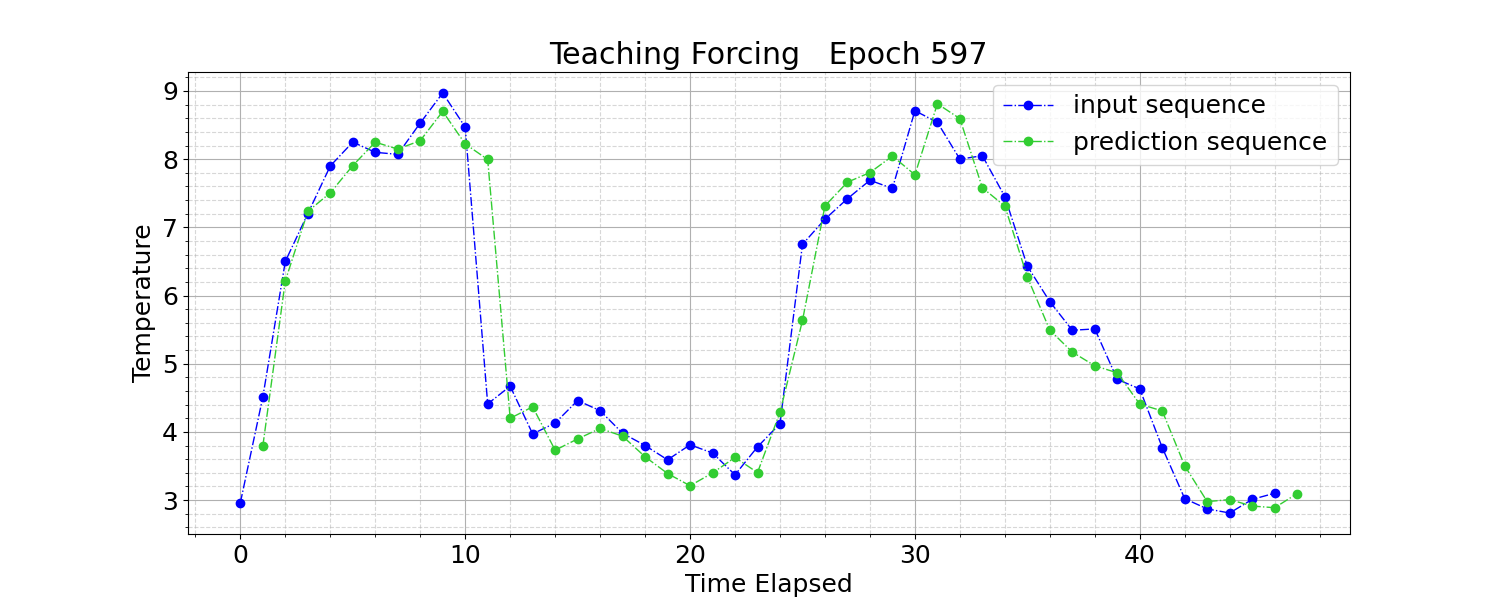 Teaching Forcing   Epoch 597
9
8
7
6
5
4
3
Temperature
input sequence
prediction sequence
0 10 20 30 40
Time Elapsed